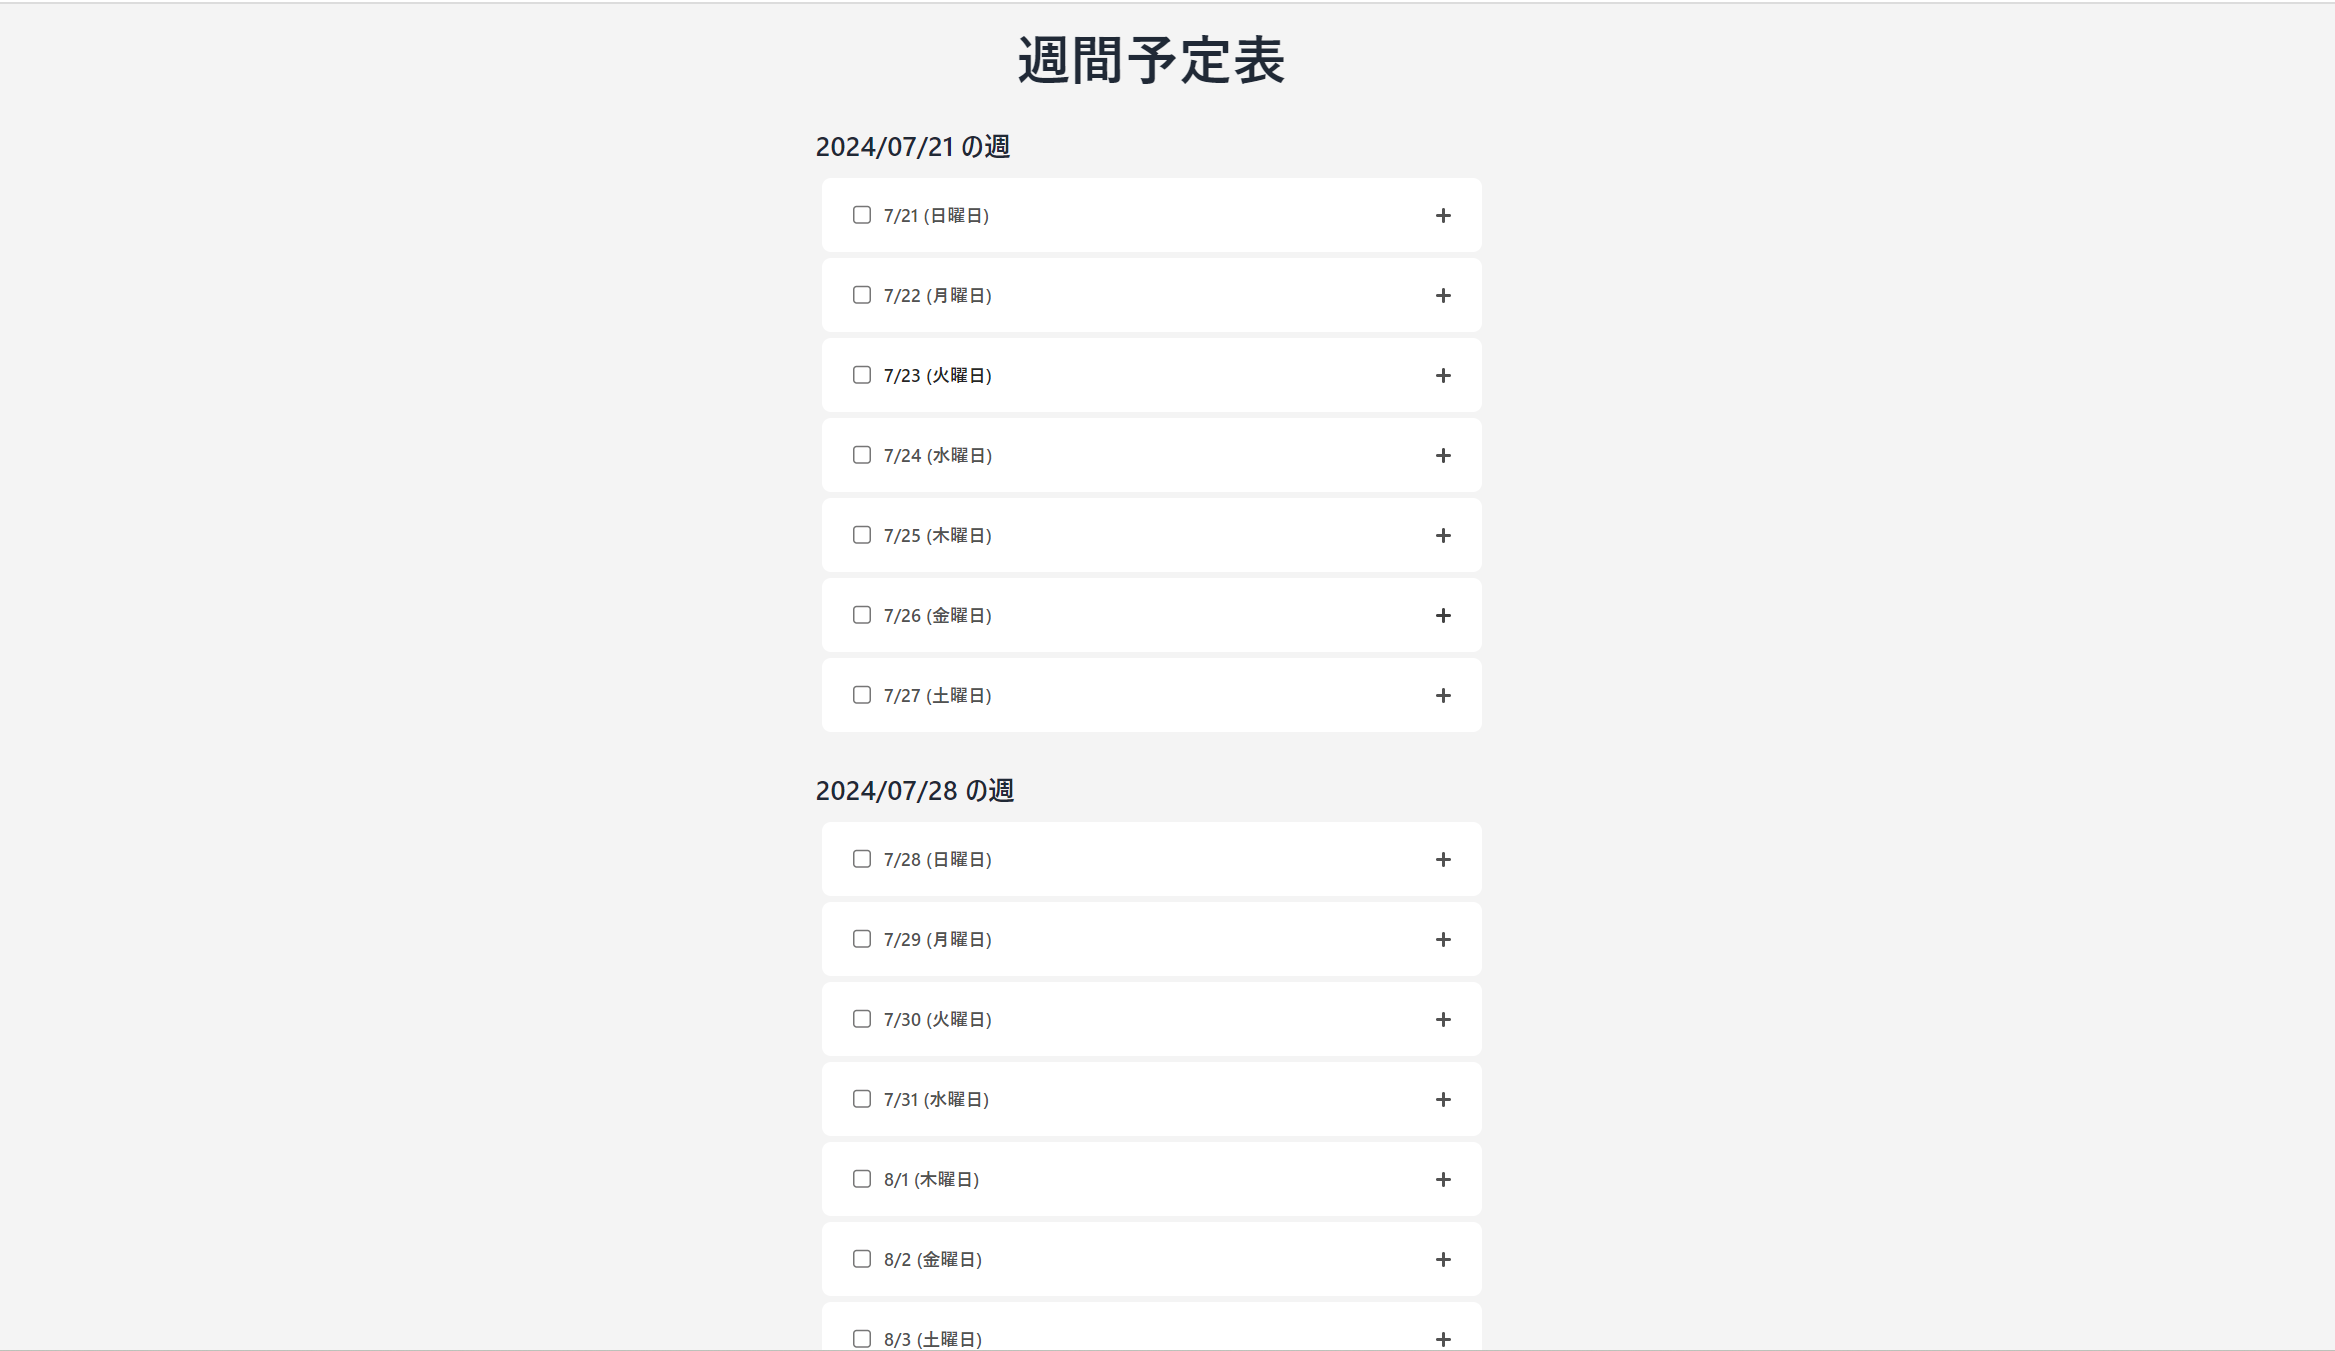 週間予定表
2024/07/21 の週
7/21 (日曜日)
7/22 (月曜日)
7/23 (火曜日)
7/24 (水曜日)
7/25 (木曜日)
7/26 (金曜日)
7/27 (土曜日)
2024/07/28 の週
7/28 (日曜日)
7/29 (月曜日)
7/30 (火曜日)
7/31 (水曜日)
8/1 (木曜日)
8/2 (金曜日)
8/3 (土曜日)